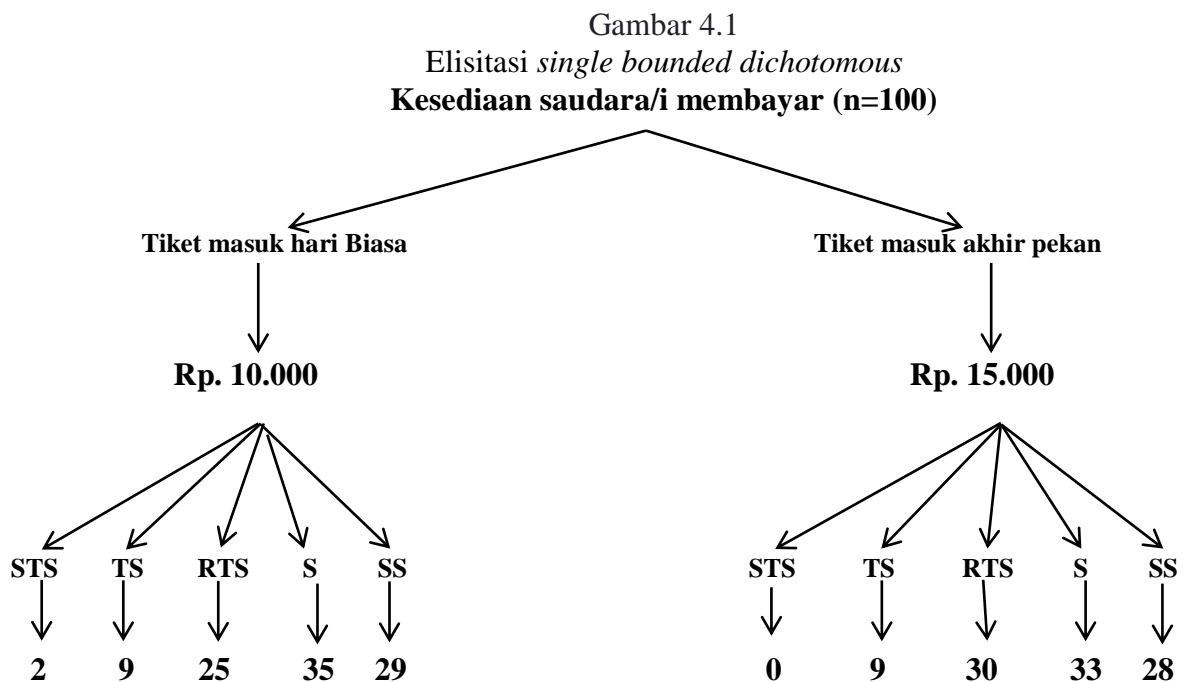 Gambar 4.1
Elisitasi single bounded dichotomous
Kesediaan saudara/i membayar (n=100)
Tiket masuk hari Biasa Tiket masuk akhir pekan
Rp. 10.000 Rp. 15.000
STS TS RTS S SS STS TS RTS S SS
2 9 25 35 29 0 9 30 33 28